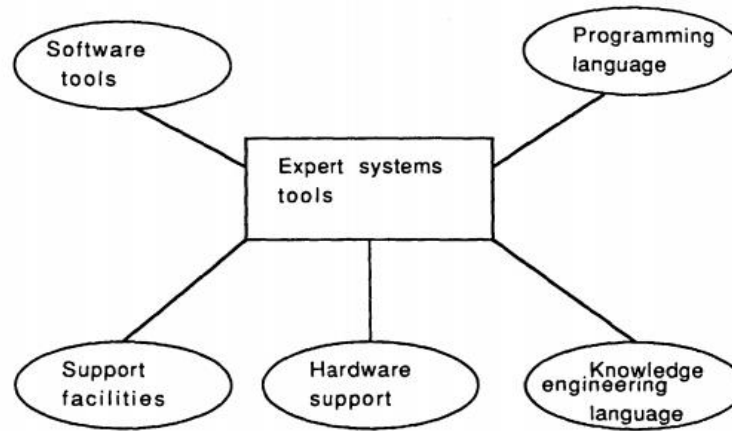 Software
tools
Programming
language
Expert systems
tools
Support
facilities
Hardware
support
Knowledge
engineering
language